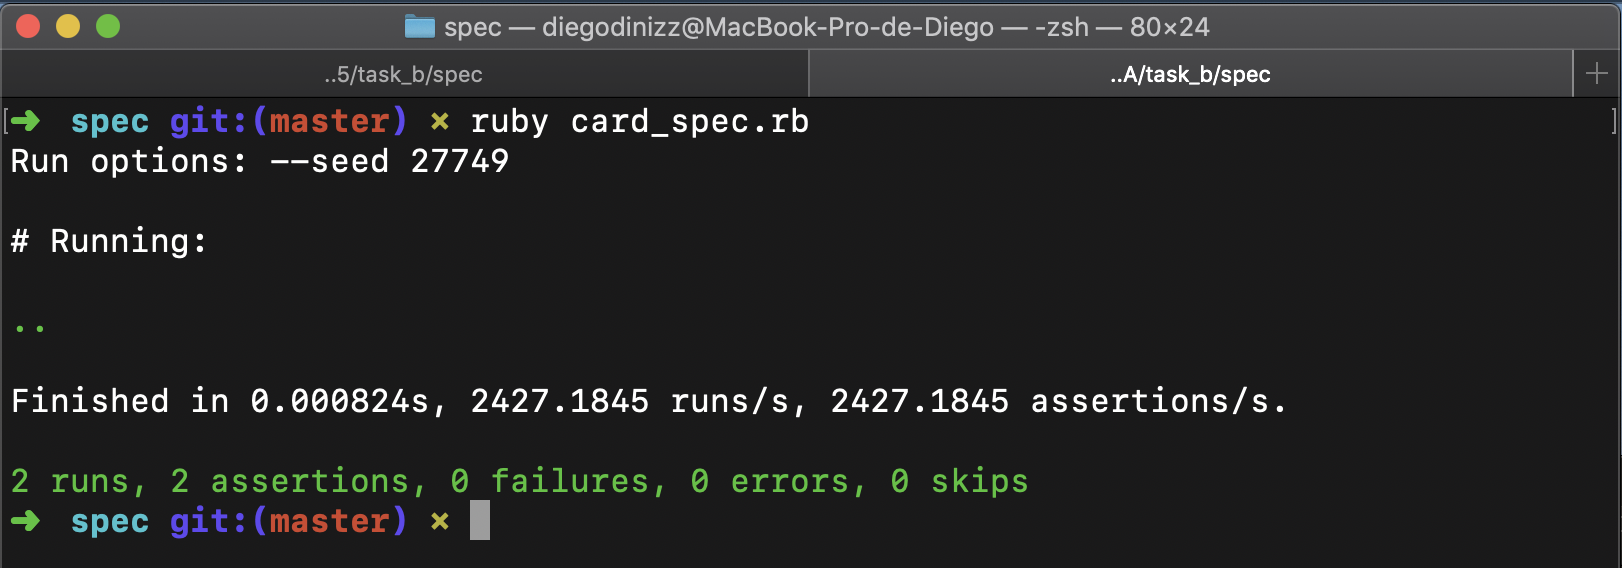 spec — diegodinizz@MacBook-Pro-de-Diego — -zsh — 80×24
..5/task_b/spec
..A/task_b/spec
+
[➜  spec git:(master) ✗ ruby card_spec.rb ]
Run options: --seed 27749
# Running:
..
Finished in 0.000824s, 2427.1845 runs/s, 2427.1845 assertions/s.
2 runs, 2 assertions, 0 failures, 0 errors, 0 skips
➜  spec git:(master) ✗